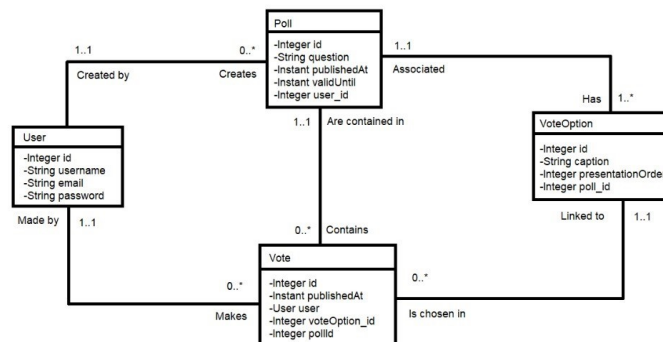 Poll
-Integer id
-String question
-Instant publishedAt
-Instant validUntil
-Integer user_id
1..1
0..*
1..1
Created by
Creates
Associated
1..1
Are contained in
Has
1..*
User
-Integer id
-String username
-String email
-String password
VoteOption
-Integer id
-String caption
-Integer presentationOrder
-Integer poll_id
Made by
1..1
Linked to
1..1
0..*
Contains
Vote
-Integer id
-Instant publishedAt
-User user
-Integer voteOption_id
-Integer pollId
0..*
Makes
0..*
Is chosen in